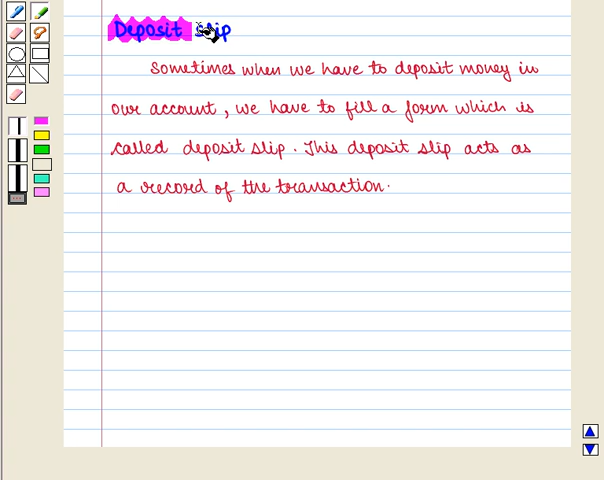 Deposit slip
Sometimes when we have to deposit money in
our account, we have to fill a form which is
called deposit slip. This deposit slip acts as
a record of the transaction.